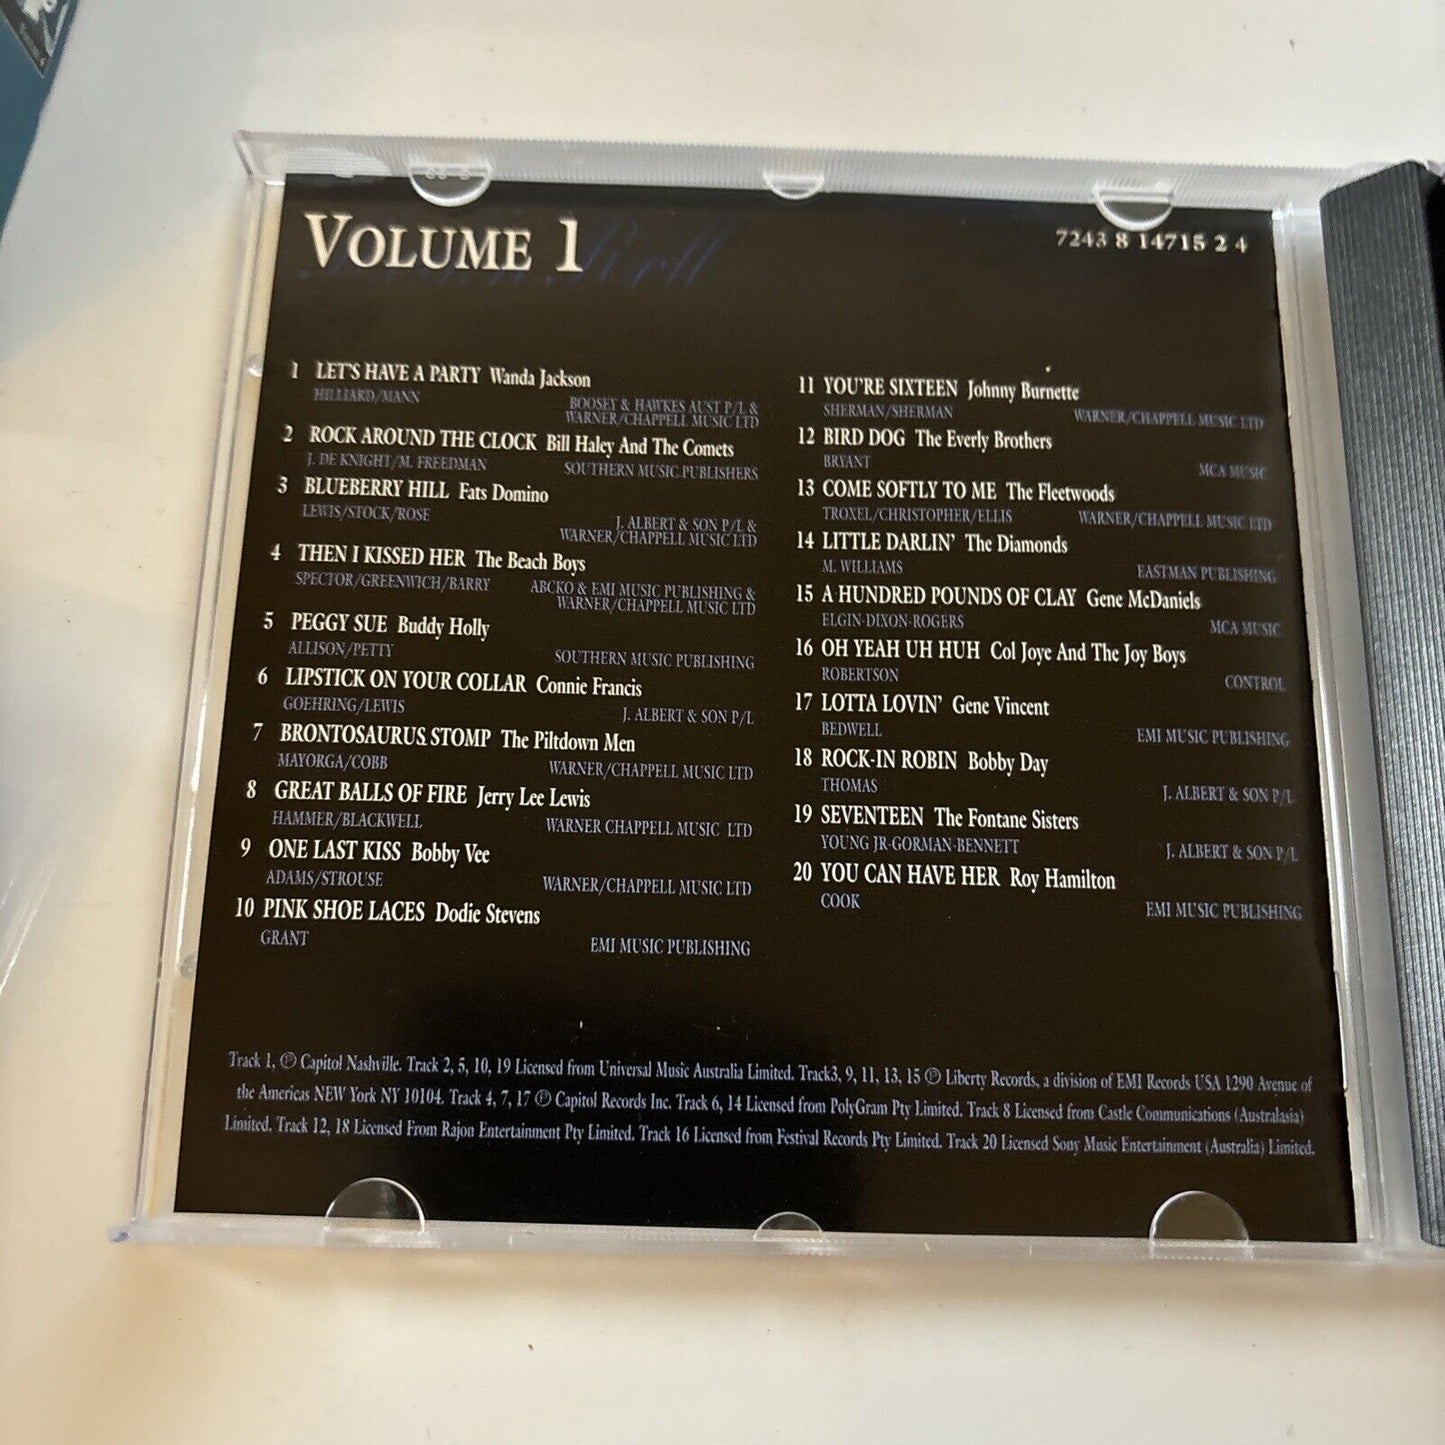 VOLUME 1
Roll
7243 8 14715 2 4
1 LET'S HAVE A PARTY Wanda Jackson
HILLIARD/MANN BOOSEY & HAWKES AUST P/L &
WARNER/CHAPPELL MUSIC LTD
2 ROCK AROUND THE CLOCK Bill Haley And The Comets
J. DE KNIGHT/M. FREEDMAN SOUTHERN MUSIC PUBLISHERS
3 BLUEBERRY HILL Fats Domino
LEWIS/STOCK/ROSE J. ALBERT & SON P/L &
WARNER/CHAPPELL MUSIC LTD
4 THEN I KISSED HER The Beach Boys
SPECTOR/GREENWICH/BARRY ABCKO & EMI MUSIC PUBLISHING &
WARNER/CHAPPELL MUSIC LTD
5 PEGGY SUE Buddy Holly
ALLISON/PETTY SOUTHERN MUSIC PUBLISHING
6 LIPSTICK ON YOUR COLLAR Connie Francis
GOEHRING/LEWIS J. ALBERT & SON P/L
7 BRONTOSAURUS STOMP The Piltdown Men
MAYORGA/COBB WARNER/CHAPPELL MUSIC LTD
8 GREAT BALLS OF FIRE Jerry Lee Lewis
HAMMER/BLACKWELL WARNER CHAPPELL MUSIC LTD
9 ONE LAST KISS Bobby Vee
ADAMS/STROUSE WARNER/CHAPPELL MUSIC LTD
10 PINK SHOE LACES Dodie Stevens
GRANT EMI MUSIC PUBLISHING
11 YOU'RE SIXTEEN Johnny Burnette
SHERMAN/SHERMAN WARNER/CHAPPELL MUSIC LTD
12 BIRD DOG The Everly Brothers
BRYANT MCA MUSIC
13 COME SOFTLY TO ME The Fleetwoods
TROXEL/CHRISTOPHER/ELLIS WARNER/CHAPPELL MUSIC LTD
14 LITTLE DARLIN' The Diamonds
M. WILLIAMS EASTMAN PUBLISHING
15 A HUNDRED POUNDS OF CLAY Gene McDaniels
ELGIN-DIXON-ROGERS MCA MUSIC
16 OH YEAH UH HUH Col Joye And The Joy Boys
ROBERTSON CONTROL
17 LOTTA LOVIN' Gene Vincent
BEDWELL EMI MUSIC PUBLISHING
18 ROCK-IN ROBIN Bobby Day
THOMAS J. ALBERT & SON P/L
19 SEVENTEEN The Fontane Sisters
YOUNG JR-GORMAN-BENNETT J. ALBERT & SON P/L
20 YOU CAN HAVE HER Roy Hamilton
COOK EMI MUSIC PUBLISHING
Track 1, ℗ Capitol Nashville. Track 2, 5, 10, 19 Licensed from Universal Music Australia Limited. Track3, 9, 11, 13, 15 ℗ Liberty Records, a division of EMI Records USA 1290 Avenue of
the Americas NEW York NY 10104. Track 4, 7, 17 ℗ Capitol Records Inc. Track 6, 14 Licensed from PolyGram Pty Limited. Track 8 Licensed from Castle Communications (Australasia)
Limited. Track 12, 18 Licensed From Rajon Entertainment Pty Limited, Track 16 Licensed from Festival Records Pty Limited. Track 20 Licensed Sony Music Entertainment (Australia) Limited.